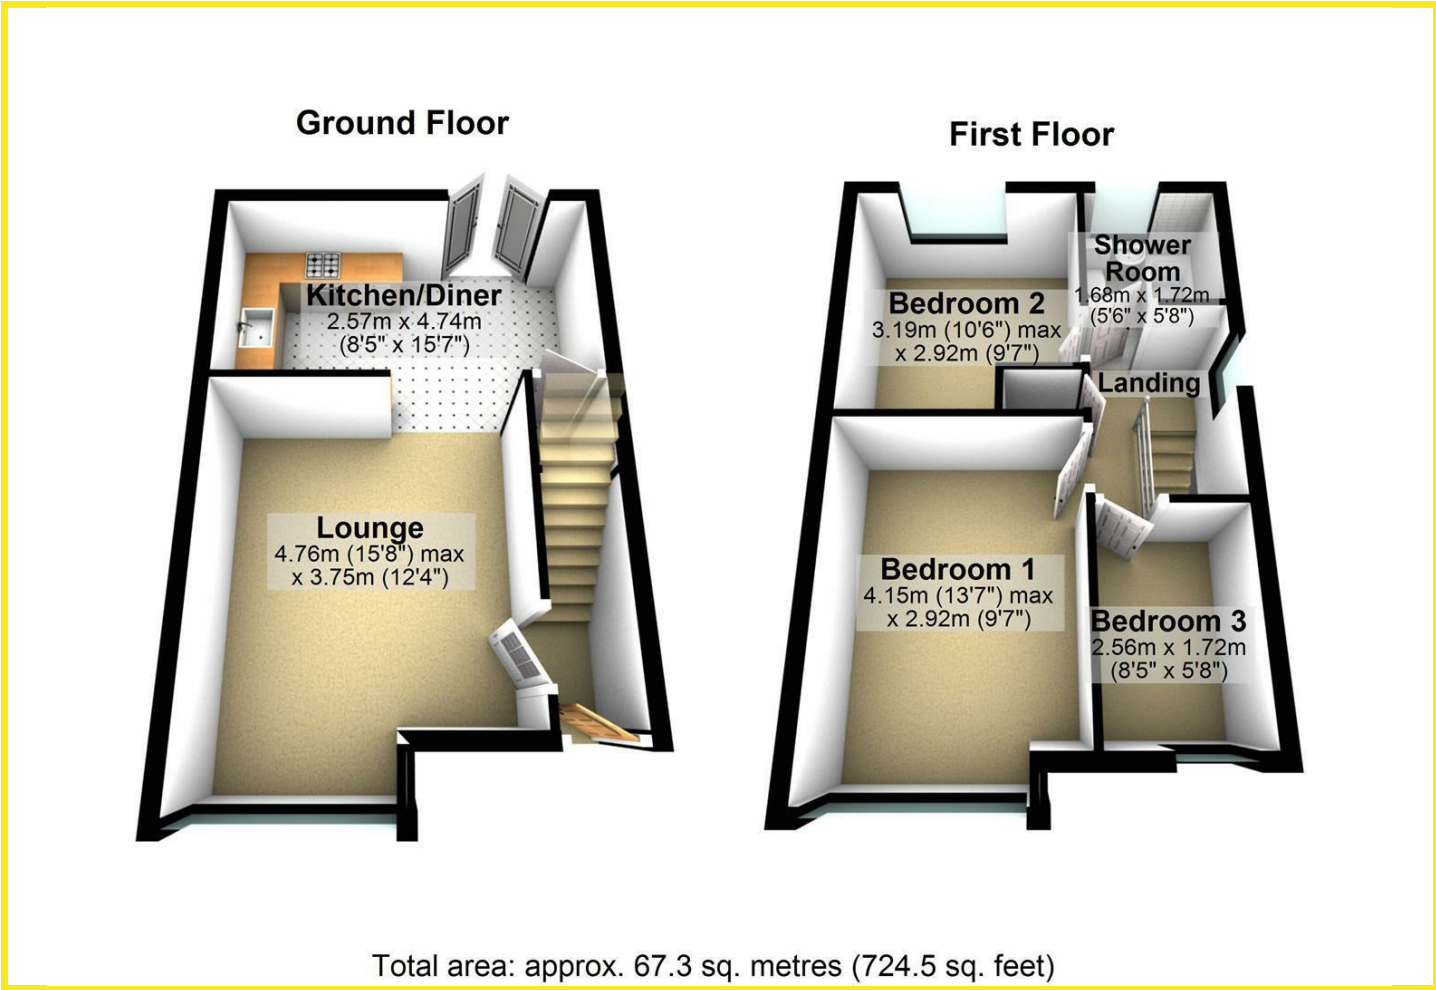 Ground Floor
Kitchen/Diner
2.57m x 4.74m
(8'5" x 15'7")
Lounge
4.76m (15'8") max
x 3.75m (12'4")
First Floor
Shower
Room
1.68m x 1.72m
(5'6" x 5'8")
Bedroom 2
3.19m (10'6") max
x 2.92m (9'7")
Landing
Bedroom 1
4.15m (13'7") max
x 2.92m (9'7")
Bedroom 3
2.56m x 1.72m
(8'5" x 5'8")
Total area: approx. 67.3 sq. metres (724.5 sq. feet)